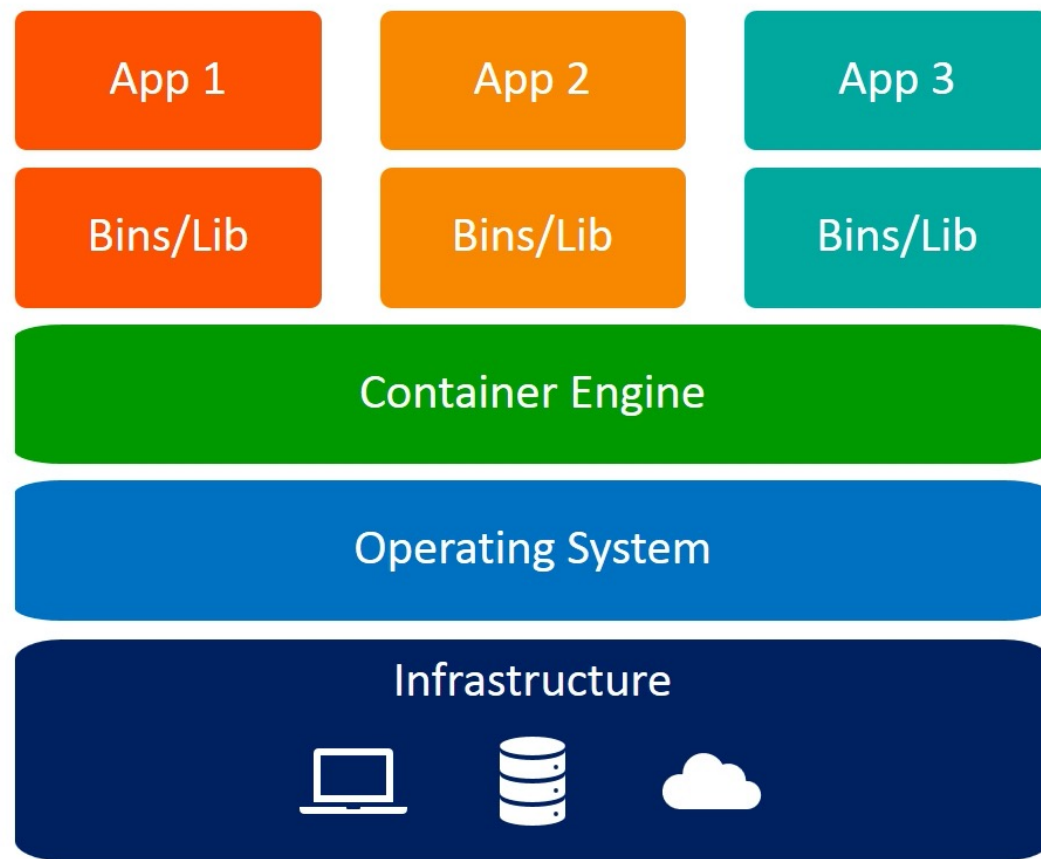 App 1
App 2
App 3
Bins/Lib
Bins/Lib
Bins/Lib
Container Engine
Operating System
Infrastructure